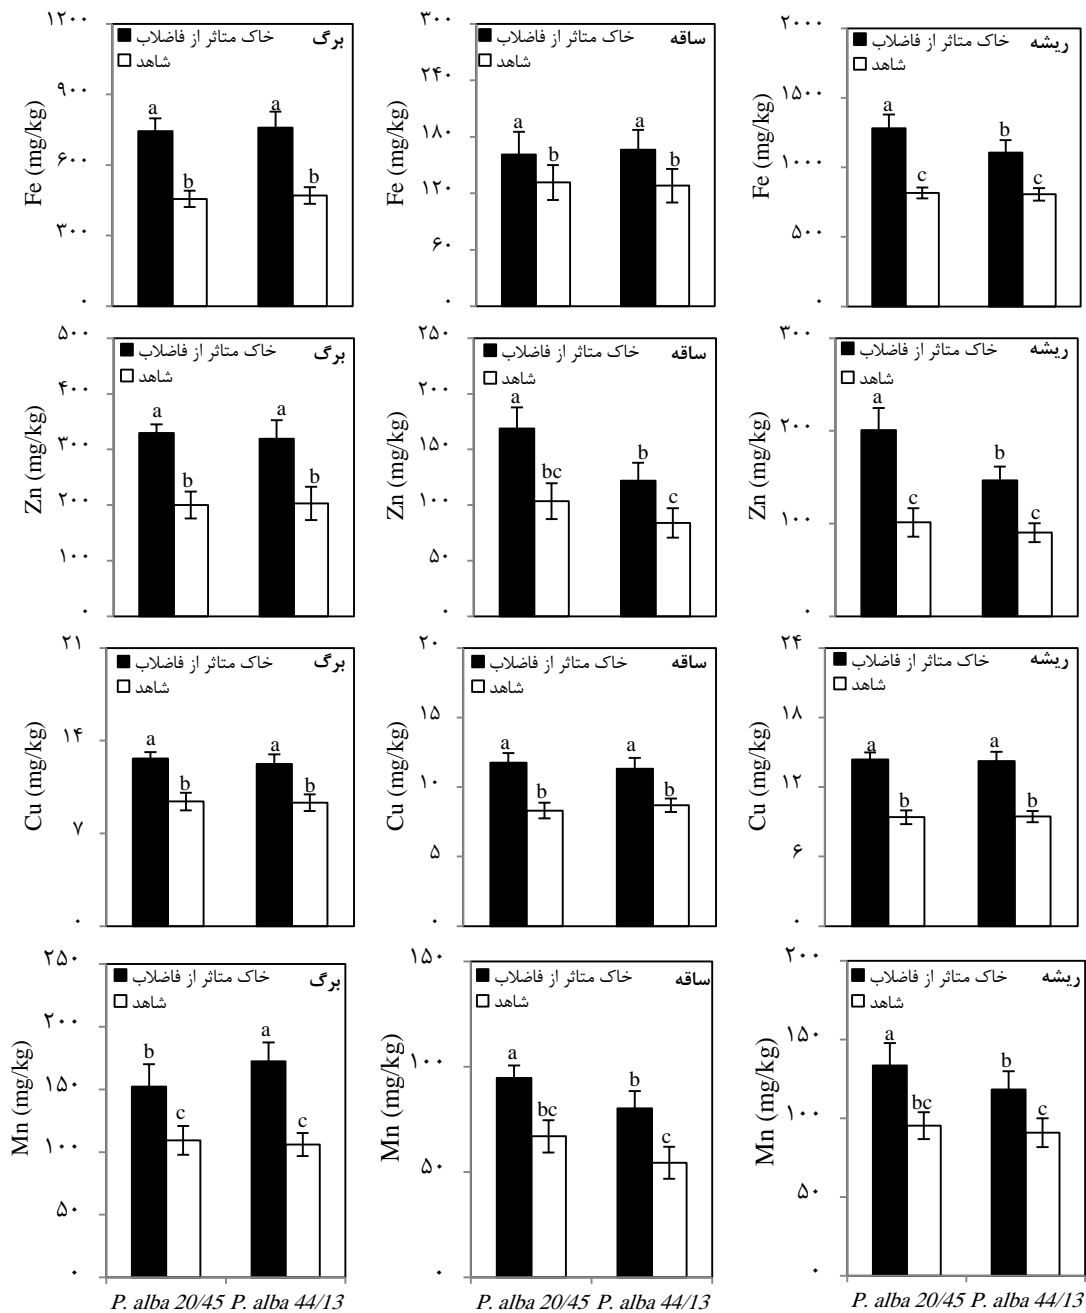 Fe (mg/kg)
۱۲۰۰
۹۰۰
۶۰۰
۳۰۰
۰
خاک متاثر از فاضلاب
شاهد
برگ
a
b
a
b
Fe (mg/kg)
۳۰۰
۲۴۰
۱۸۰
۱۲۰
۶۰
۰
خاک متاثر از فاضلاب
شاهد
ساقه
a
b
a
b
Fe (mg/kg)
۲۰۰۰
۱۵۰۰
۱۰۰۰
۵۰۰
۰
خاک متاثر از فاضلاب
شاهد
ریشه
a
c
b
c
Zn (mg/kg)
۵۰۰
۴۰۰
۳۰۰
۲۰۰
۱۰۰
۰
خاک متاثر از فاضلاب
شاهد
برگ
a
b
a
b
Zn (mg/kg)
۲۵۰
۲۰۰
۱۵۰
۱۰۰
۵۰
۰
خاک متاثر از فاضلاب
شاهد
ساقه
a
bc
b
c
Zn (mg/kg)
۳۰۰
۲۰۰
۱۰۰
۰
خاک متاثر از فاضلاب
شاهد
ریشه
a
c
b
c
Cu (mg/kg)
۲۱
۱۴
۷
۰
خاک متاثر از فاضلاب
شاهد
برگ
a
b
a
b
Cu (mg/kg)
۲۰
۱۵
۱۰
۵
۰
خاک متاثر از فاضلاب
شاهد
ساقه
a
b
a
b
Cu (mg/kg)
۲۴
۱۸
۱۲
۶
۰
خاک متاثر از فاضلاب
شاهد
ریشه
a
b
a
b
Mn (mg/kg)
۲۵۰
۲۰۰
۱۵۰
۱۰۰
۵۰
۰
خاک متاثر از فاضلاب
شاهد
برگ
b
c
a
c
P. alba 20/45 P. alba 44/13
Mn (mg/kg)
۱۵۰
۱۰۰
۵۰
۰
خاک متاثر از فاضلاب
شاهد
ساقه
a
bc
b
c
P. alba 20/45 P. alba 44/13
Mn (mg/kg)
۲۰۰
۱۵۰
۱۰۰
۵۰
۰
خاک متاثر از فاضلاب
شاهد
ریشه
a
bc
b
c
P. alba 20/45 P. alba 44/13